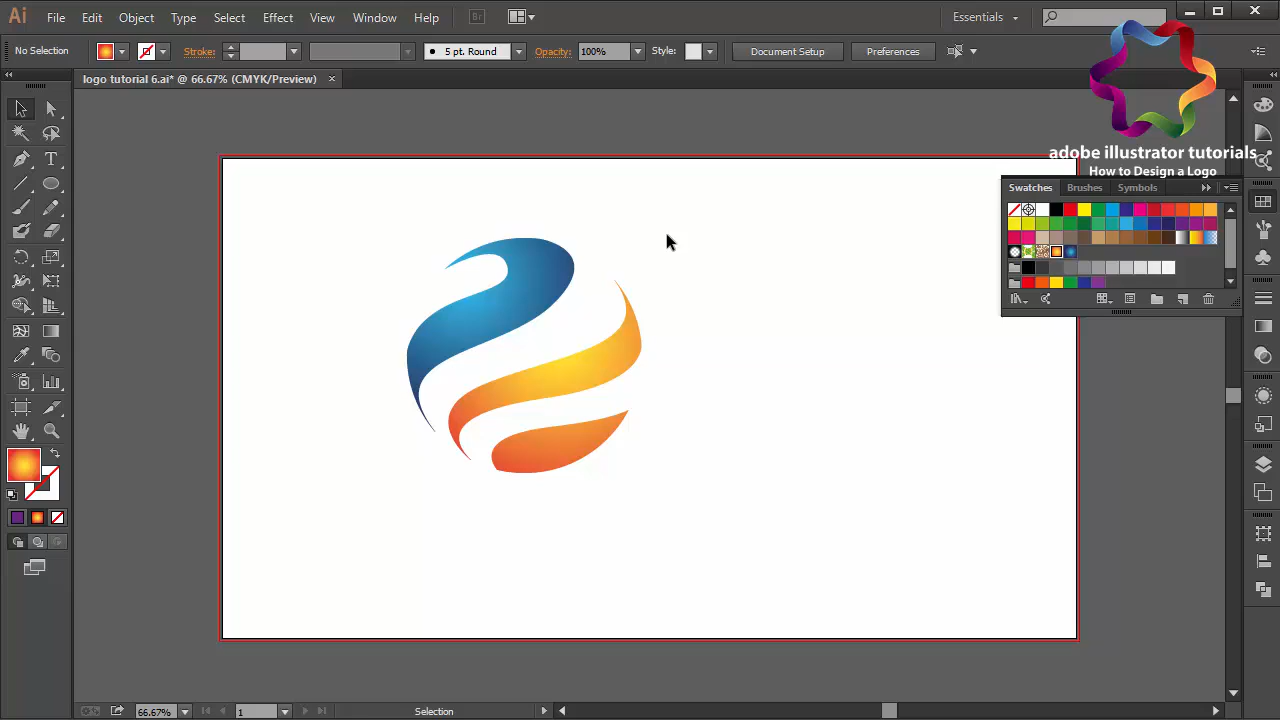 Ai File Edit Object Type Select Effect View Window Help Br Essentials
No Selection Stroke: 5 pt. Round Opacity: 100% Style: Document Setup Preferences
logo tutorial 6.ai* @ 66.67% (CMYK/Preview) ×
adobe illustrator tutorials
How to Design a Logo
Swatches Brushes Symbols
T
66.67% 1 Selection